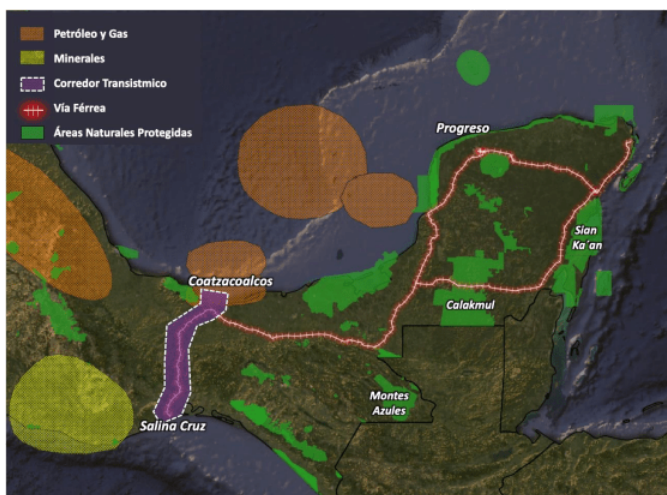 Petróleo y Gas
Minerales
Corredor Transístmico
Vía Férrea
Áreas Naturales Protegidas
Progreso
Sian
Ka´an
Coatzacoalcos
Calakmul
Montes
Azules
Salina Cruz